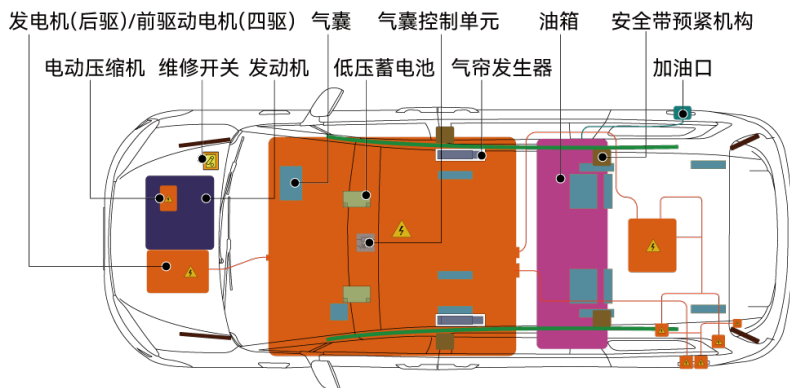 发电机(后驱)/前驱动电机(四驱) 气囊 气囊控制单元 油箱 安全带预紧机构
电动压缩机 维修开关 发动机 低压蓄电池 气帘发生器 加油口